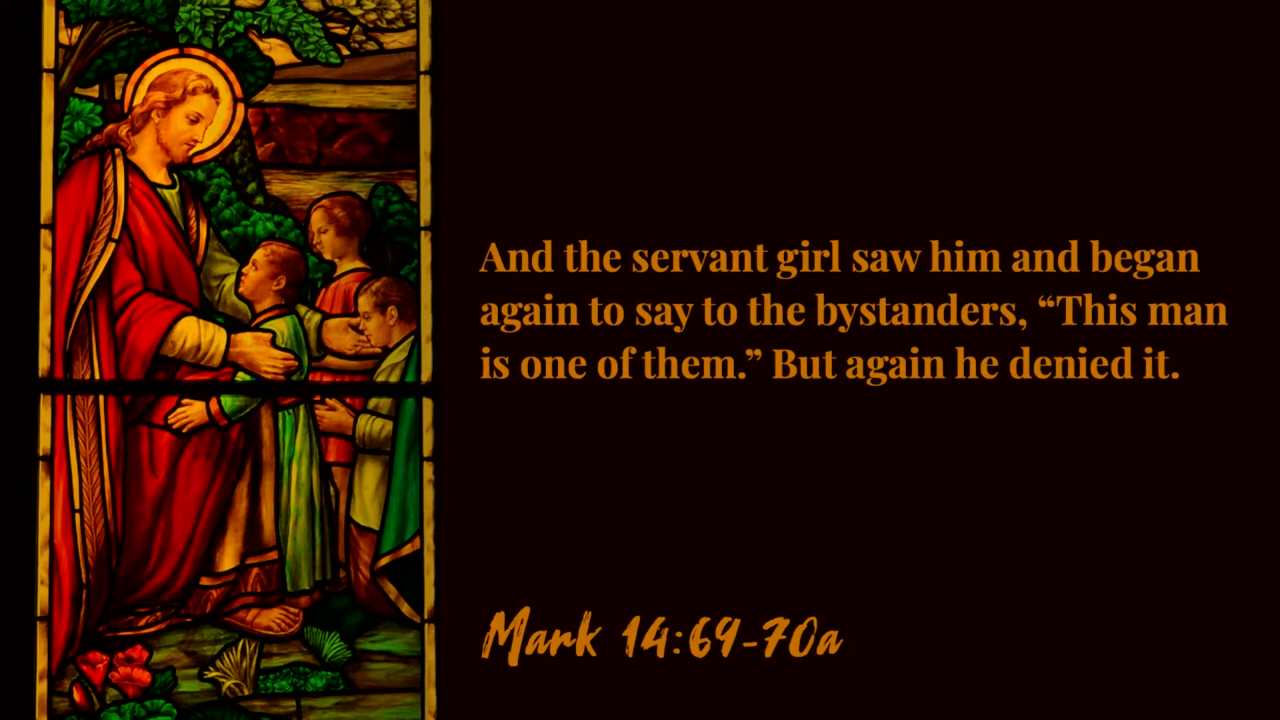 And the servant girl saw him and began
again to say to the bystanders, “This man
is one of them.” But again he denied it.
Mark 14:69-70a